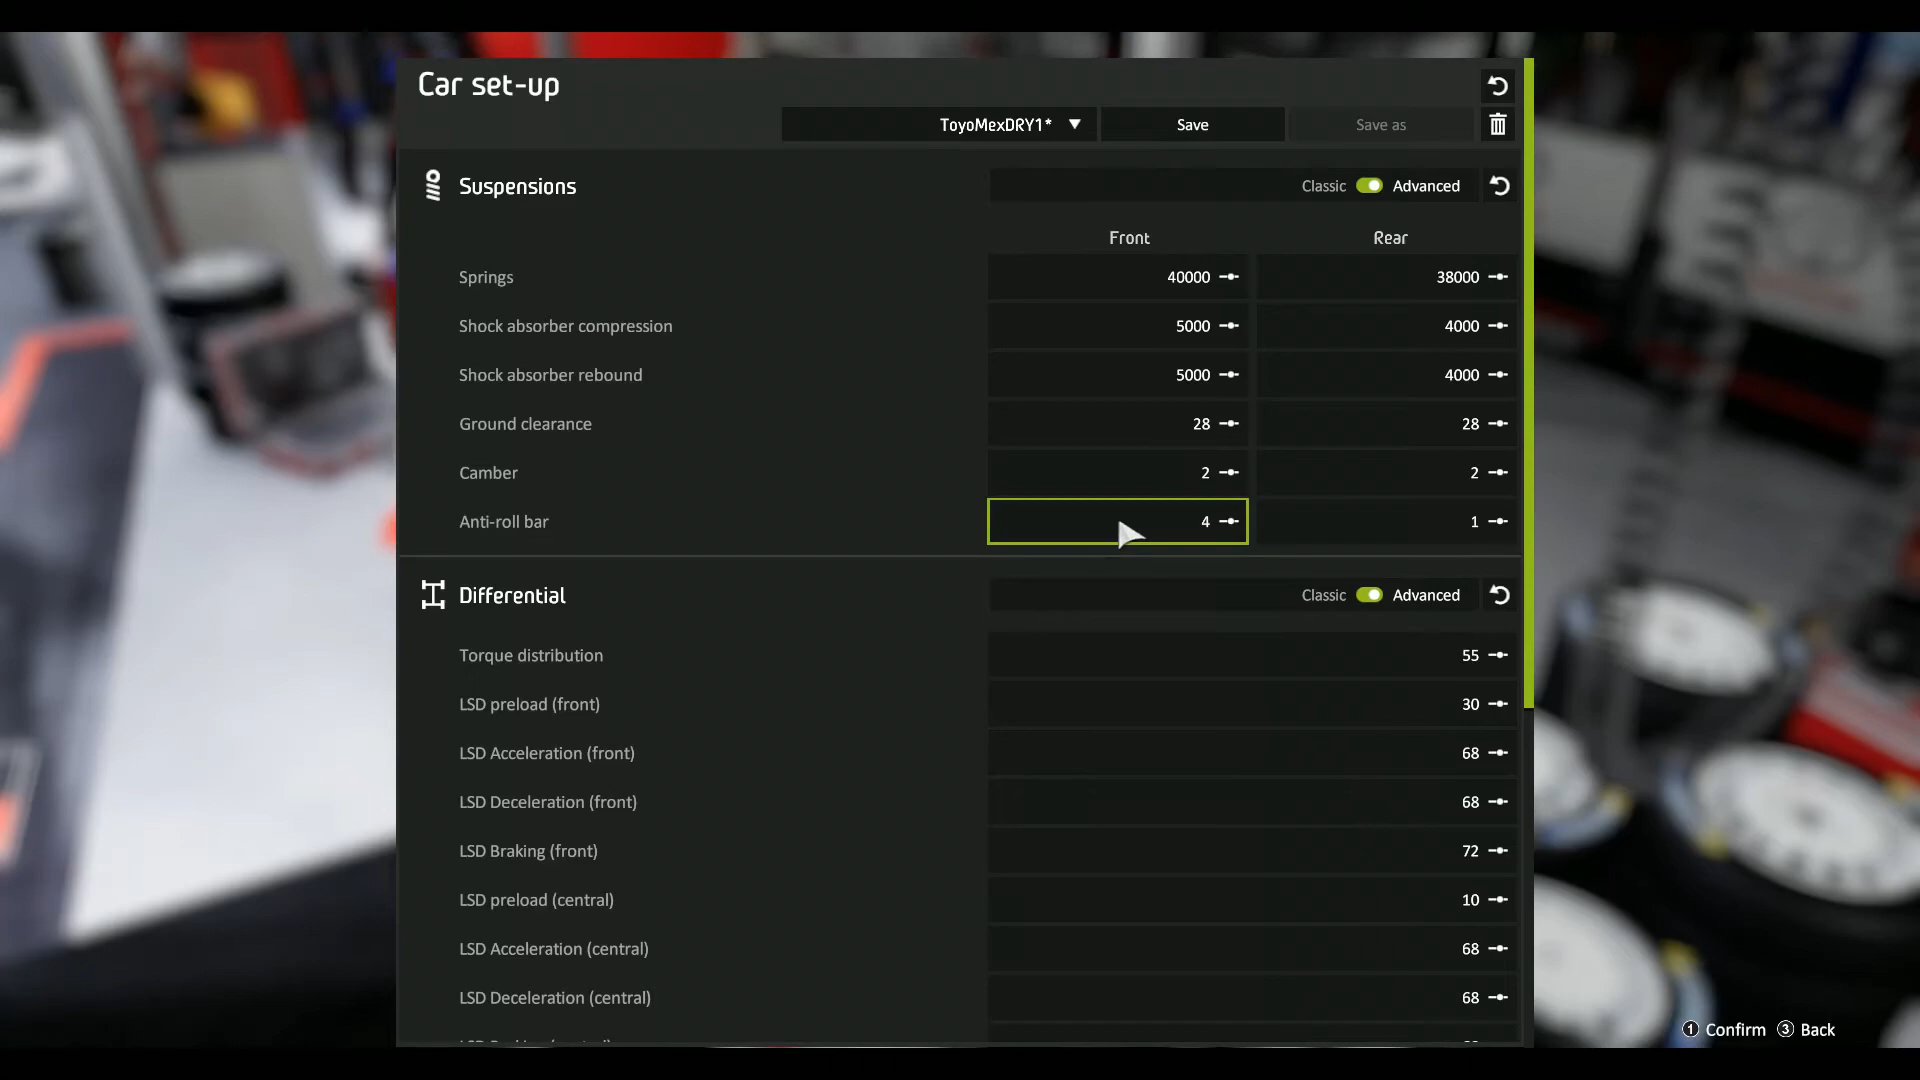 Car set-up
ToyoMexDRY1* Save Save as
Suspensions Classic Advanced
Front Rear
Springs 40000 38000
Shock absorber compression 5000 4000
Shock absorber rebound 5000 4000
Ground clearance 28 28
Camber 2 2
Anti-roll bar 4 1
Differential Classic Advanced
Torque distribution 55
LSD preload (front) 30
LSD Acceleration (front) 68
LSD Deceleration (front) 68
LSD Braking (front) 72
LSD preload (central) 10
LSD Acceleration (central) 68
LSD Deceleration (central) 68
1 Confirm 3 Back